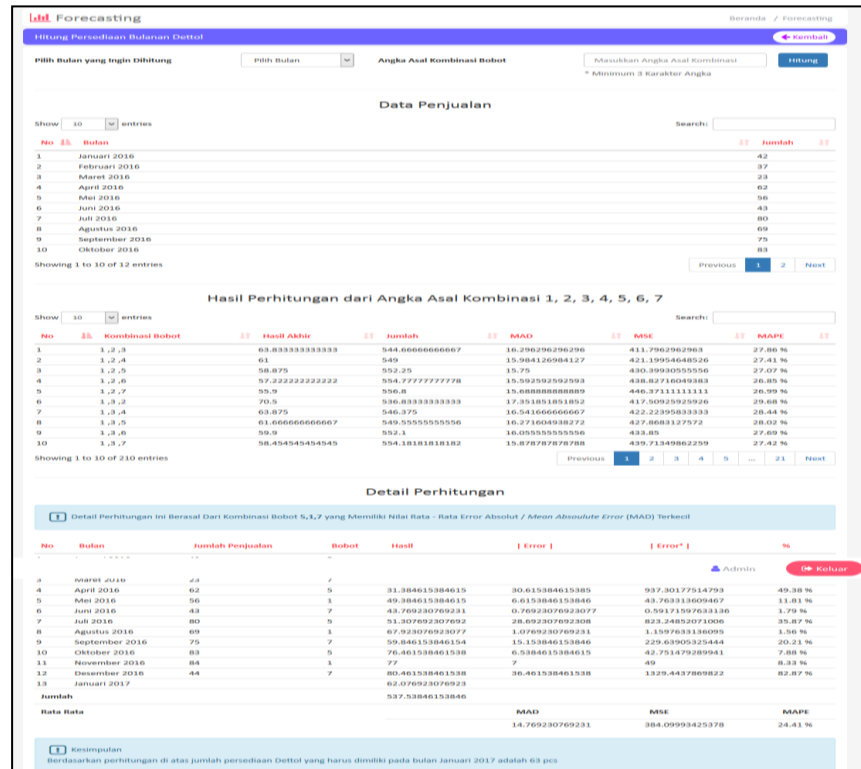 Forecasting
Beranda / Forecasting
Hitung Persediaan Bulanan Dettol
Kembali
Pilih Bulan yang Ingin Dihitung
Pilih Bulan
Angka Asal Kombinasi Bobot
Masukkan Angka Asal Kombinasi
Hitung
* Minimum 3 Karakter Angka
Data Penjualan
Show 10 entries Search:
No Bulan Jumlah
1 Januari 2016 42
2 Februari 2016 37
3 Maret 2016 23
4 April 2016 62
5 Mei 2016 56
6 Juni 2016 43
7 Juli 2016 80
8 Agustus 2016 69
9 September 2016 75
10 Oktober 2016 83
Showing 1 to 10 of 12 entries Previous 1 2 Next
Hasil Perhitungan dari Angka Asal Kombinasi 1, 2, 3, 4, 5, 6, 7
Show 10 entries Search:
No Kombinasi Bobot Hasil Akhir Jumlah MAD MSE MAPE
1 1 ,2 ,3 63.833333333333 544.66666666667 16.296296296296 411.7962962963 27.86 %
2 1 ,2 ,4 61 549 15.984126984127 421.19954648526 27.41 %
3 1 ,2 ,5 58.875 552.25 15.75 430.39930555556 27.07 %
4 1 ,2 ,6 57.222222222222 554.77777777778 15.592592592593 438.82716049383 26.85 %
5 1 ,2 ,7 55.9 556.8 15.688888888889 446.37111111111 26.99 %
6 1 ,3 ,2 70.5 536.83333333333 17.351851851852 417.50925925926 29.68 %
7 1 ,3 ,4 63.875 546.375 16.541666666667 422.22395833333 28.44 %
8 1 ,3 ,5 61.666666666667 549.55555555556 16.271604938272 427.8683127572 28.02 %
9 1 ,3 ,6 59.9 552.1 16.055555555556 433.85 27.69 %
10 1 ,3 ,7 58.454545454545 554.18181818182 15.878787878788 439.71349862259 27.42 %
Showing 1 to 10 of 210 entries Previous 1 2 3 4 5 ... 21 Next
Detail Perhitungan
Detail Perhitungan Ini Berasal Dari Kombinasi Bobot 5,1,7 yang Memiliki Nilai Rata - Rata Error Absolut / Mean Absoulute Error (MAD) Terkecil
No Bulan Jumlah Penjualan Bobot Hasil | Error | | Error* | %
Admin Keluar
3 Maret 2016 23 7
4 April 2016 62 5 31.384615384615 30.615384615385 937.30177514793 49.38 %
5 Mei 2016 56 1 49.384615384615 6.6153846153846 43.763313609467 11.81 %
6 Juni 2016 43 7 43.769230769231 0.76923076923077 0.59171597633136 1.79 %
7 Juli 2016 80 5 51.307692307692 28.692307692308 823.24852071006 35.87 %
8 Agustus 2016 69 1 67.923076923077 1.076923076923​1 1.1597633136095 1.56 %
9 September 2016 75 7 59.846153846154 15.153846153846 229.63905325444 20.21 %
10 Oktober 2016 83 5 76.461538461538 6.5384615384615 42.751479289941 7.88 %
11 November 2016 84 1 77 7 49 8.33 %
12 Desember 2016 44 7 80.461538461538 36.461538461538 1329.4437869822 82.87 %
13 Januari 2017 62.076923076923
Jumlah 537.53846153846
Rata Rata MAD MSE MAPE
14.769230769231 384.09993425378 24.41 %
Kesimpulan
Berdasarkan perhitungan di atas jumlah persediaan Dettol yang harus dimiliki pada bulan Januari 2017 adalah 63 pcs